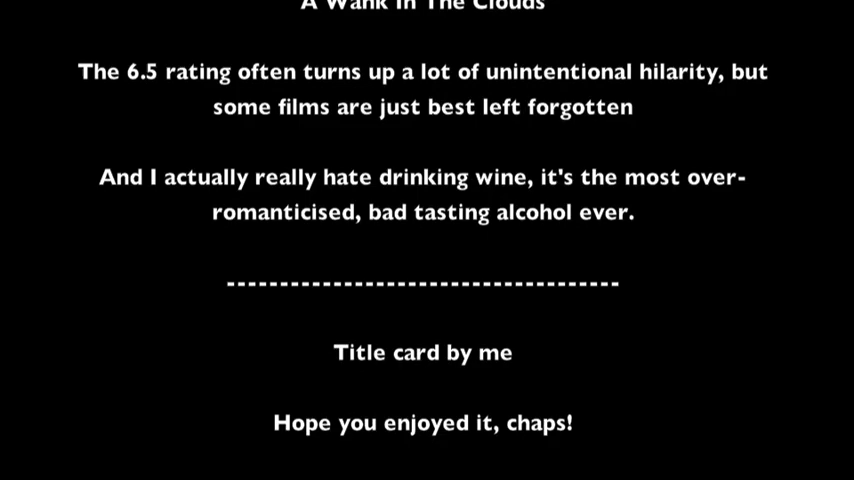 A Wank In The Clouds
The 6.5 rating often turns up a lot of unintentional hilarity, but
some films are just best left forgotten
And I actually really hate drinking wine, it's the most over-
romanticised, bad tasting alcohol ever.
-------------------------------------
Title card by me
Hope you enjoyed it, chaps!